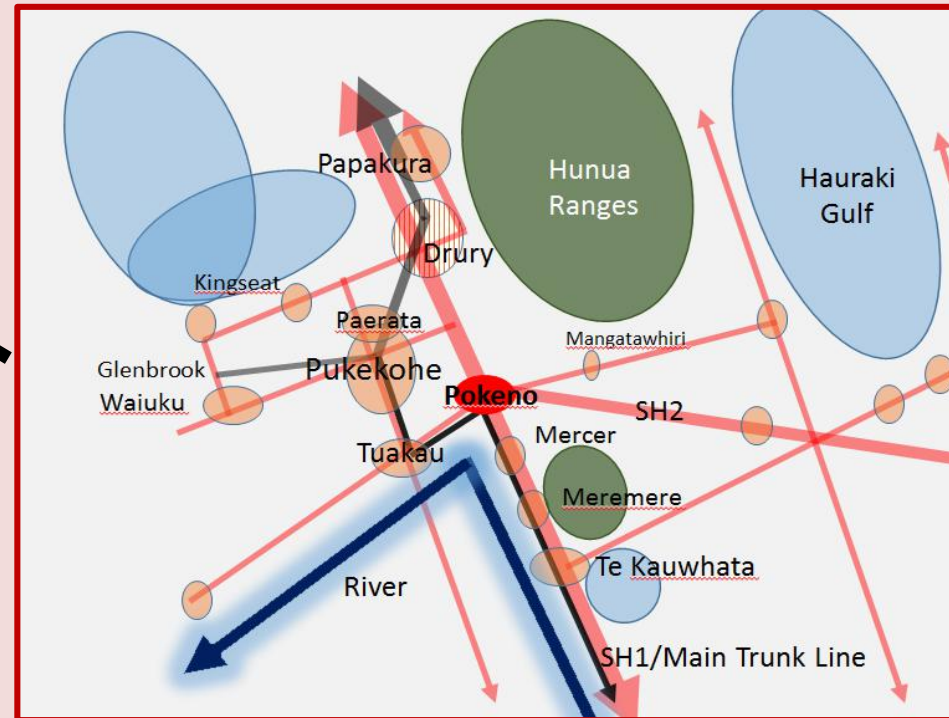 Papakura
Hunua
Ranges
Hauraki
Gulf
Drury
Kingseat
Paerata
Mangatawhiri
Glenbrook
Pukekohe
Waiuku
Pokeno
SH2
Tuakau
Mercer
Meremere
Te Kauwhata
River
SH1/Main Trunk Line